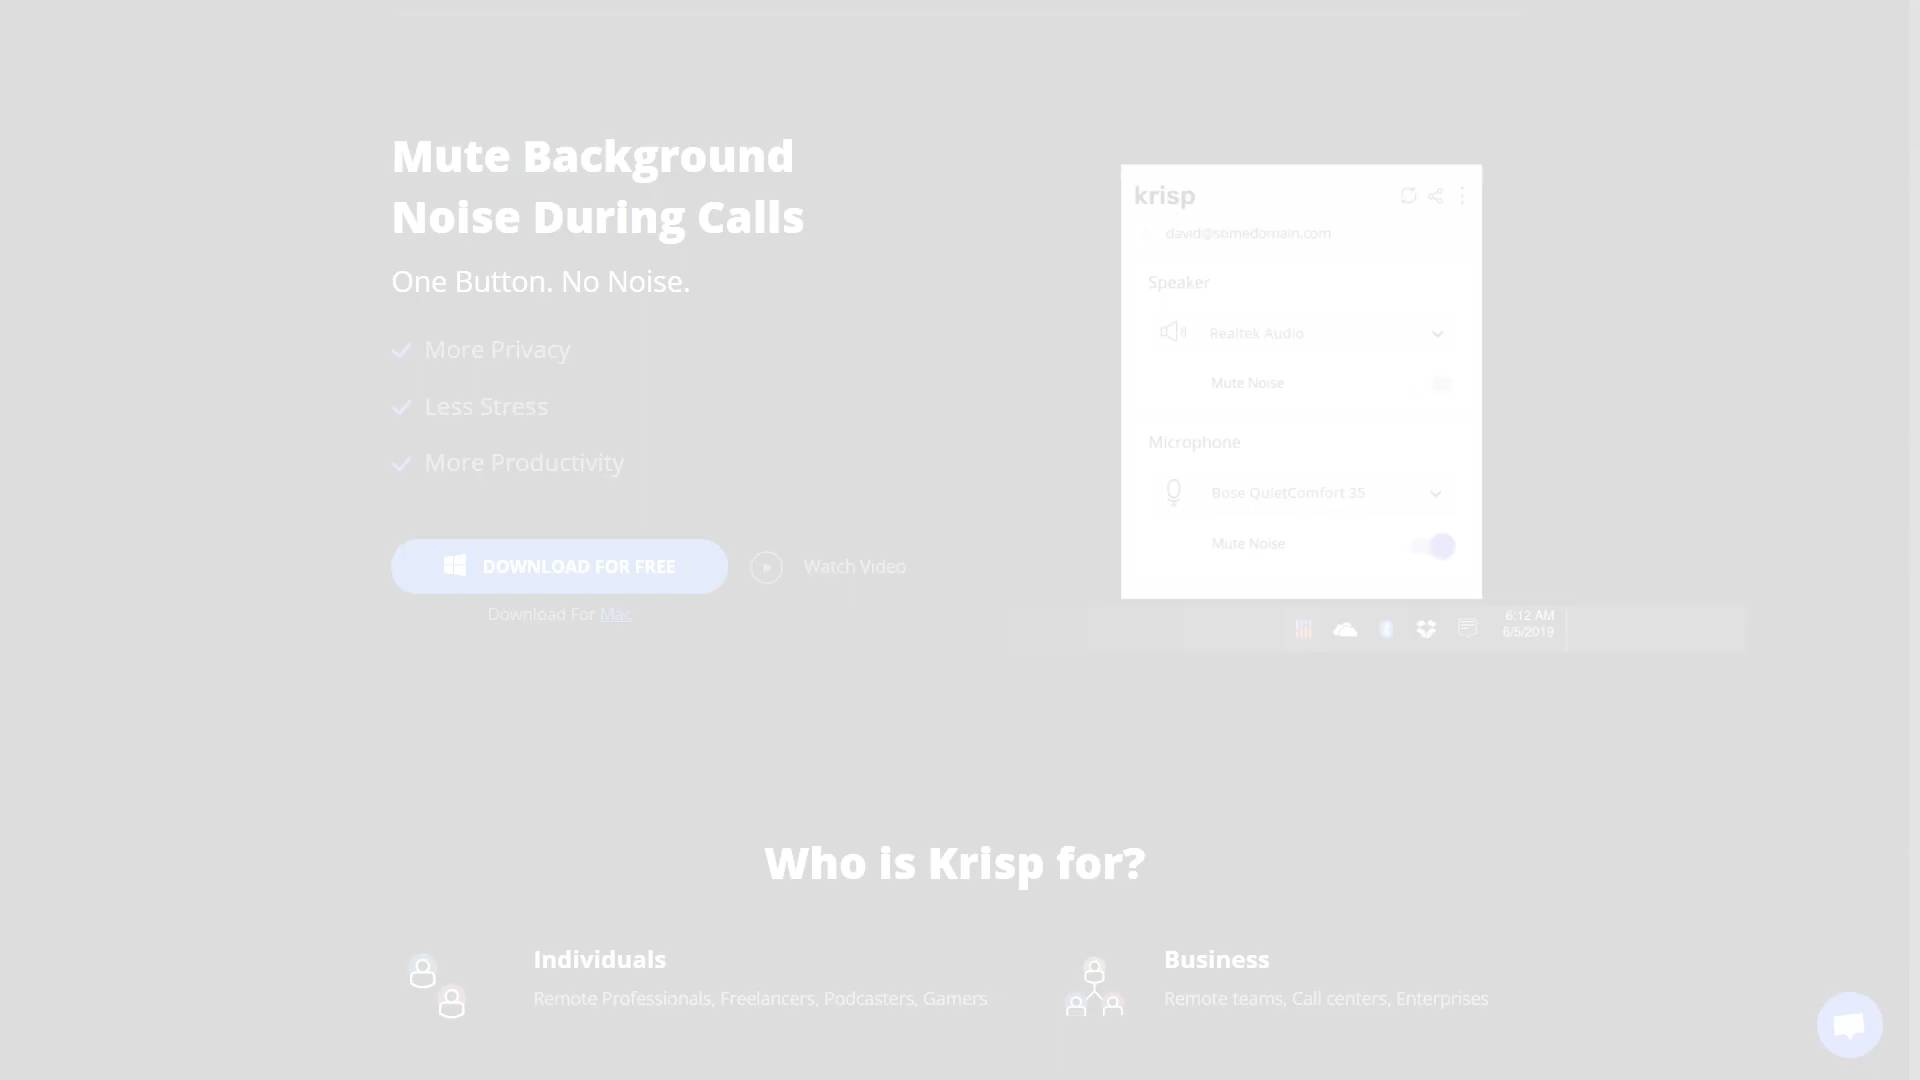 Mute Background
Noise During Calls
One Button. No Noise.
More Privacy
Less Stress
More Productivity
DOWNLOAD FOR FREE
Watch Video
Download For Mac
krisp
david@somedomain.com
Speaker
Realtek Audio
Mute Noise
Microphone
Bose QuietComfort 35
Mute Noise
6:12 AM
6/5/2019
Who is Krisp for?
Individuals
Remote Professionals, Freelancers, Podcasters, Gamers
Business
Remote teams, Call centers, Enterprises